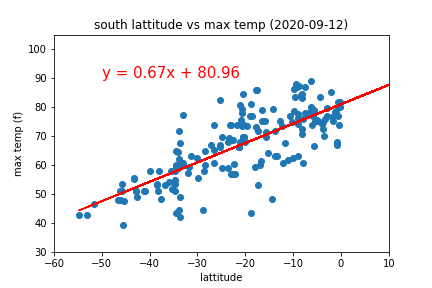 south lattitude vs max temp (2020-09-12)
100
90
80
70
60
50
40
30
max temp (f)
y = 0.67x + 80.96
−60 −50 −40 −30 −20 −10 0 10
lattitude